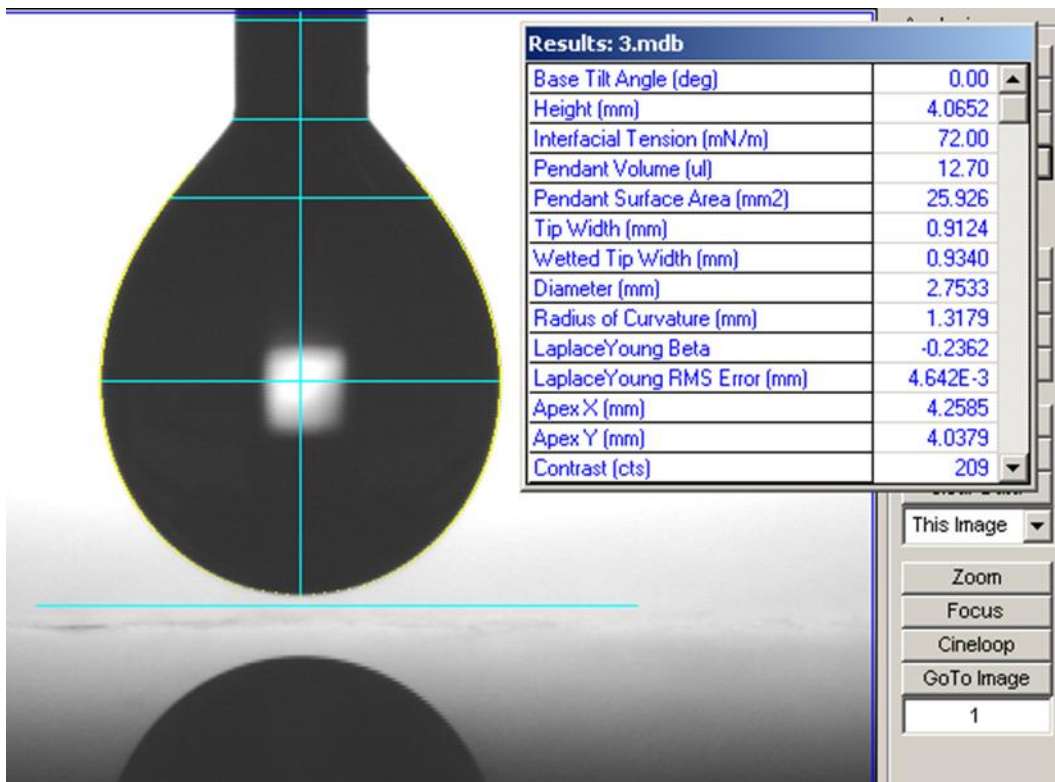 Results: 3.mdb
Base Tilt Angle (deg) 0.00
Height (mm) 4.0652
Interfacial Tension (mN/m) 72.00
Pendant Volume (ul) 12.70
Pendant Surface Area (mm2) 25.926
Tip Width (mm) 0.9124
Wetted Tip Width (mm) 0.9340
Diameter (mm) 2.7533
Radius of Curvature (mm) 1.3179
LaplaceYoung Beta -0.2362
LaplaceYoung RMS Error (mm) 4.642E-3
Apex X (mm) 4.2585
Apex Y (mm) 4.0379
Contrast (cts) 209
This Image
Zoom
Focus
Cineloop
GoTo Image
1